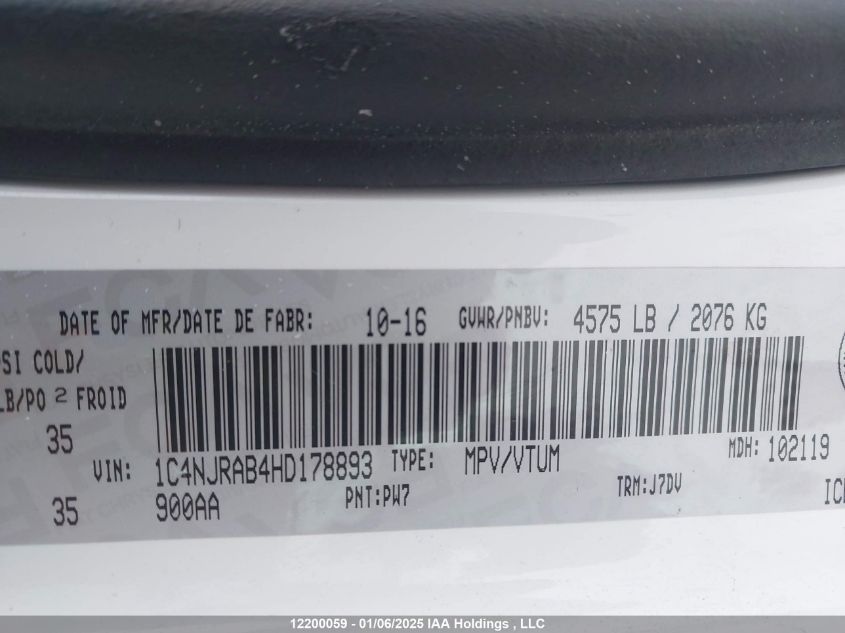 DATE OF MFR/DATE DE FABR: 10-16 GVWR/PNBV: 4575 LB / 2076 KG
SI COLD/
LB/PO 2 FROID
35
VIN: 1C4NJRAB4HD178893 TYPE: MPV/VTUM MDH: 102119
35 900AA PNT:PW7 TRM:J7DV
12200059 - 01/06/2025 IAA Holdings , LLC